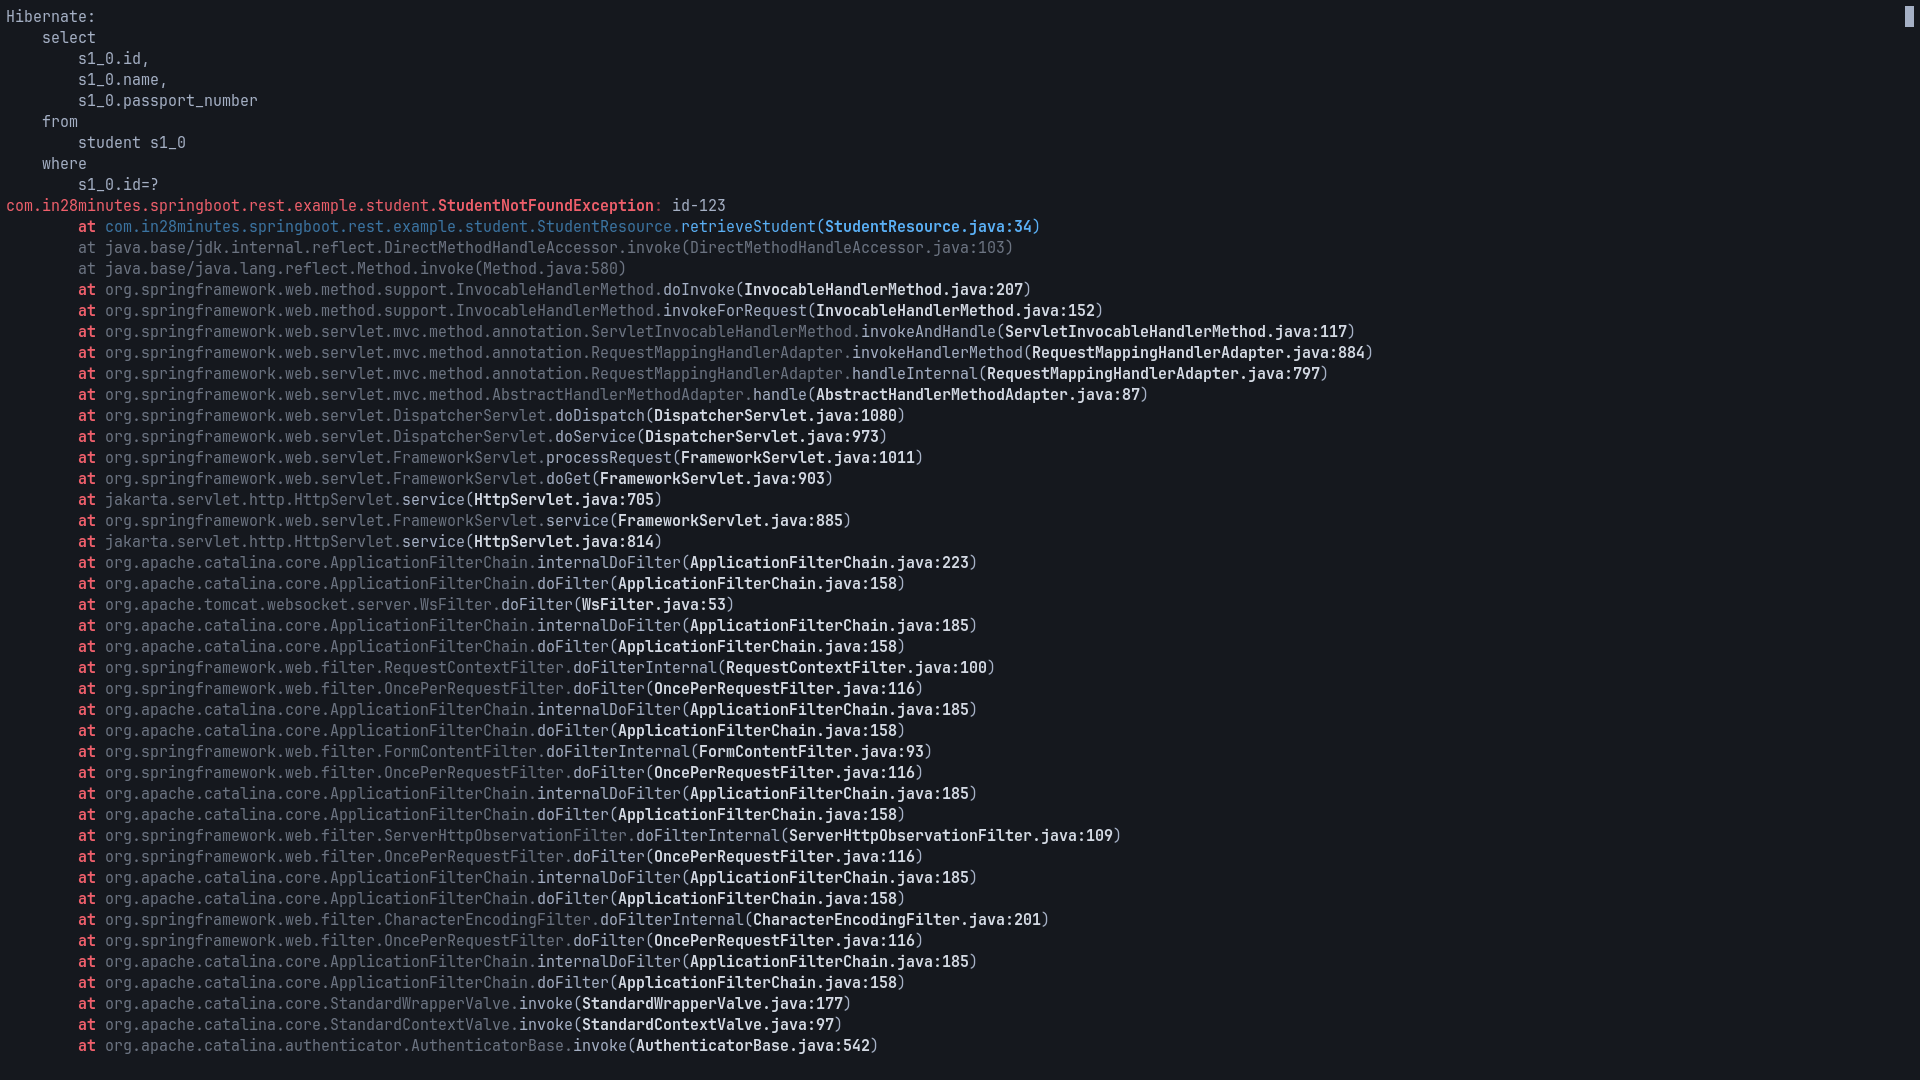 Hibernate:
    select
        s1_0.id,
        s1_0.name,
        s1_0.passport_number
    from
        student s1_0
    where
        s1_0.id=?
com.in28minutes.springboot.rest.example.student.StudentNotFoundException: id-123
        at com.in28minutes.springboot.rest.example.student.StudentResource.retrieveStudent(StudentResource.java:34)
        at java.base/jdk.internal.reflect.DirectMethodHandleAccessor.invoke(DirectMethodHandleAccessor.java:103)
        at java.base/java.lang.reflect.Method.invoke(Method.java:580)
        at org.springframework.web.method.support.InvocableHandlerMethod.doInvoke(InvocableHandlerMethod.java:207)
        at org.springframework.web.method.support.InvocableHandlerMethod.invokeForRequest(InvocableHandlerMethod.java:152)
        at org.springframework.web.servlet.mvc.method.annotation.ServletInvocableHandlerMethod.invokeAndHandle(ServletInvocableHandlerMethod.java:117)
        at org.springframework.web.servlet.mvc.method.annotation.RequestMappingHandlerAdapter.invokeHandlerMethod(RequestMappingHandlerAdapter.java:884)
        at org.springframework.web.servlet.mvc.method.annotation.RequestMappingHandlerAdapter.handleInternal(RequestMappingHandlerAdapter.java:797)
        at org.springframework.web.servlet.mvc.method.AbstractHandlerMethodAdapter.handle(AbstractHandlerMethodAdapter.java:87)
        at org.springframework.web.servlet.DispatcherServlet.doDispatch(DispatcherServlet.java:1080)
        at org.springframework.web.servlet.DispatcherServlet.doService(DispatcherServlet.java:973)
        at org.springframework.web.servlet.FrameworkServlet.processRequest(FrameworkServlet.java:1011)
        at org.springframework.web.servlet.FrameworkServlet.doGet(FrameworkServlet.java:903)
        at jakarta.servlet.http.HttpServlet.service(HttpServlet.java:705)
        at org.springframework.web.servlet.FrameworkServlet.service(FrameworkServlet.java:885)
        at jakarta.servlet.http.HttpServlet.service(HttpServlet.java:814)
        at org.apache.catalina.core.ApplicationFilterChain.internalDoFilter(ApplicationFilterChain.java:223)
        at org.apache.catalina.core.ApplicationFilterChain.doFilter(ApplicationFilterChain.java:158)
        at org.apache.tomcat.websocket.server.WsFilter.doFilter(WsFilter.java:53)
        at org.apache.catalina.core.ApplicationFilterChain.internalDoFilter(ApplicationFilterChain.java:185)
        at org.apache.catalina.core.ApplicationFilterChain.doFilter(ApplicationFilterChain.java:158)
        at org.springframework.web.filter.RequestContextFilter.doFilterInternal(RequestContextFilter.java:100)
        at org.springframework.web.filter.OncePerRequestFilter.doFilter(OncePerRequestFilter.java:116)
        at org.apache.catalina.core.ApplicationFilterChain.internalDoFilter(ApplicationFilterChain.java:185)
        at org.apache.catalina.core.ApplicationFilterChain.doFilter(ApplicationFilterChain.java:158)
        at org.springframework.web.filter.FormContentFilter.doFilterInternal(FormContentFilter.java:93)
        at org.springframework.web.filter.OncePerRequestFilter.doFilter(OncePerRequestFilter.java:116)
        at org.apache.catalina.core.ApplicationFilterChain.internalDoFilter(ApplicationFilterChain.java:185)
        at org.apache.catalina.core.ApplicationFilterChain.doFilter(ApplicationFilterChain.java:158)
        at org.springframework.web.filter.ServerHttpObservationFilter.doFilterInternal(ServerHttpObservationFilter.java:109)
        at org.springframework.web.filter.OncePerRequestFilter.doFilter(OncePerRequestFilter.java:116)
        at org.apache.catalina.core.ApplicationFilterChain.internalDoFilter(ApplicationFilterChain.java:185)
        at org.apache.catalina.core.ApplicationFilterChain.doFilter(ApplicationFilterChain.java:158)
        at org.springframework.web.filter.CharacterEncodingFilter.doFilterInternal(CharacterEncodingFilter.java:201)
        at org.springframework.web.filter.OncePerRequestFilter.doFilter(OncePerRequestFilter.java:116)
        at org.apache.catalina.core.ApplicationFilterChain.internalDoFilter(ApplicationFilterChain.java:185)
        at org.apache.catalina.core.ApplicationFilterChain.doFilter(ApplicationFilterChain.java:158)
        at org.apache.catalina.core.StandardWrapperValve.invoke(StandardWrapperValve.java:177)
        at org.apache.catalina.core.StandardContextValve.invoke(StandardContextValve.java:97)
        at org.apache.catalina.authenticator.AuthenticatorBase.invoke(AuthenticatorBase.java:542)